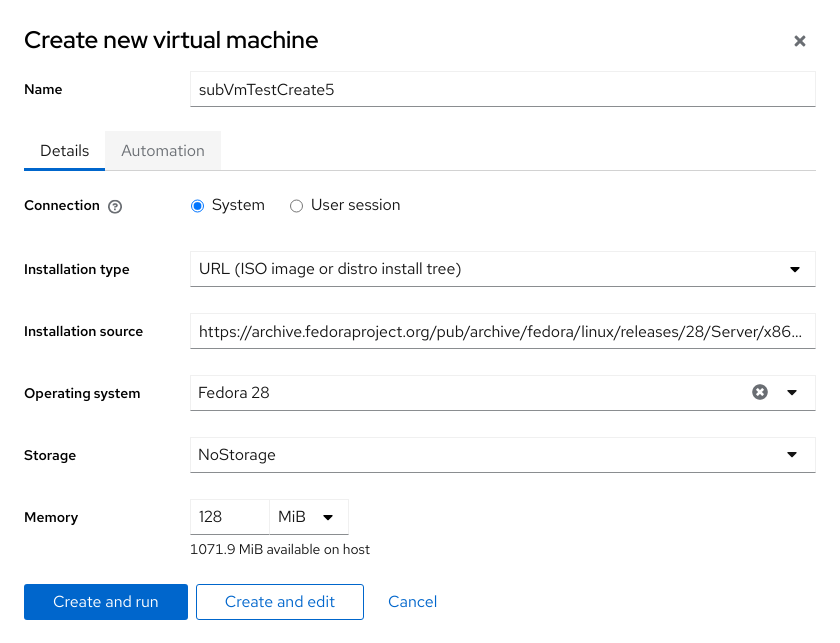 Create new virtual machine
Name
subVmTestCreate5
Details
Automation
Connection
System
User session
Installation type
URL (ISO image or distro install tree)
Installation source
https://archive.fedoraproject.org/pub/archive/fedora/linux/releases/28/Server/x86...
Operating system
Fedora 28
Storage
NoStorage
Memory
128
MiB
1071.9 MiB available on host
Create and run
Create and edit
Cancel